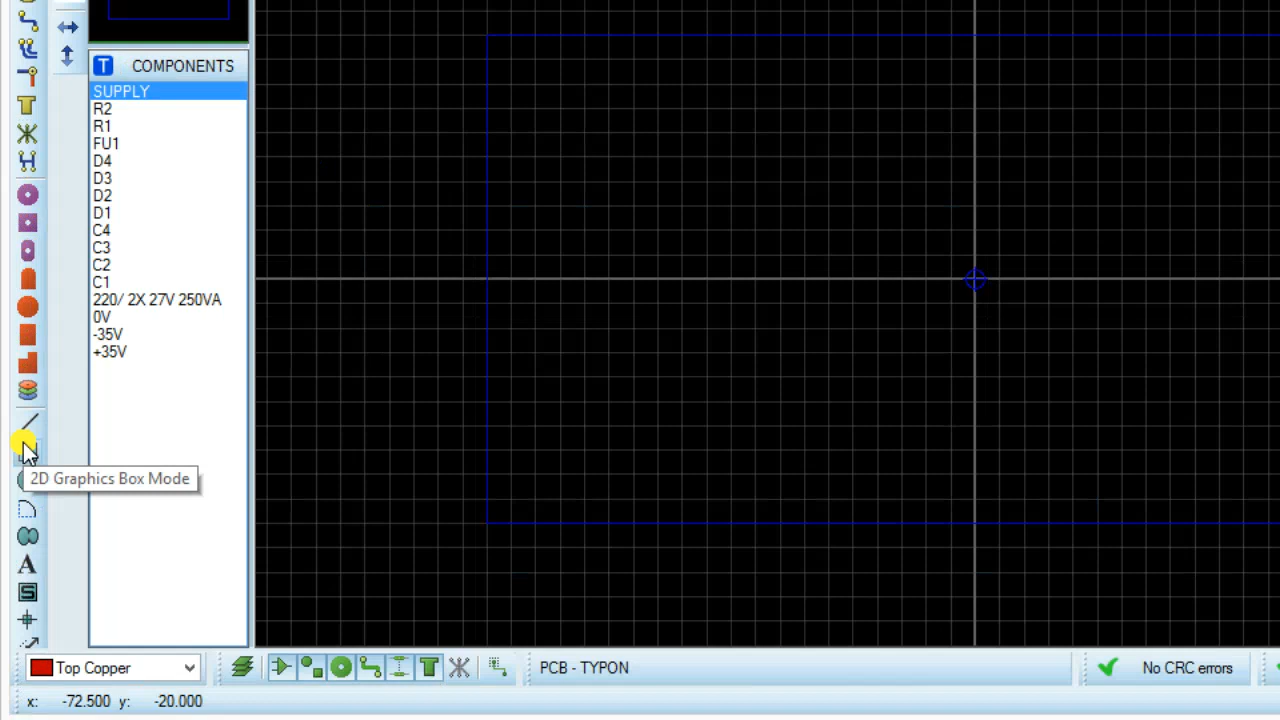 T COMPONENTS
SUPPLY
R2
R1
FU1
D4
D3
D2
D1
C4
C3
C2
C1
220/ 2X 27V 250VA
0V
-35V
+35V
2D Graphics Box Mode
A
S
Top Copper
PCB - TYPON
No CRC errors
x: -72.500 y: -20.000